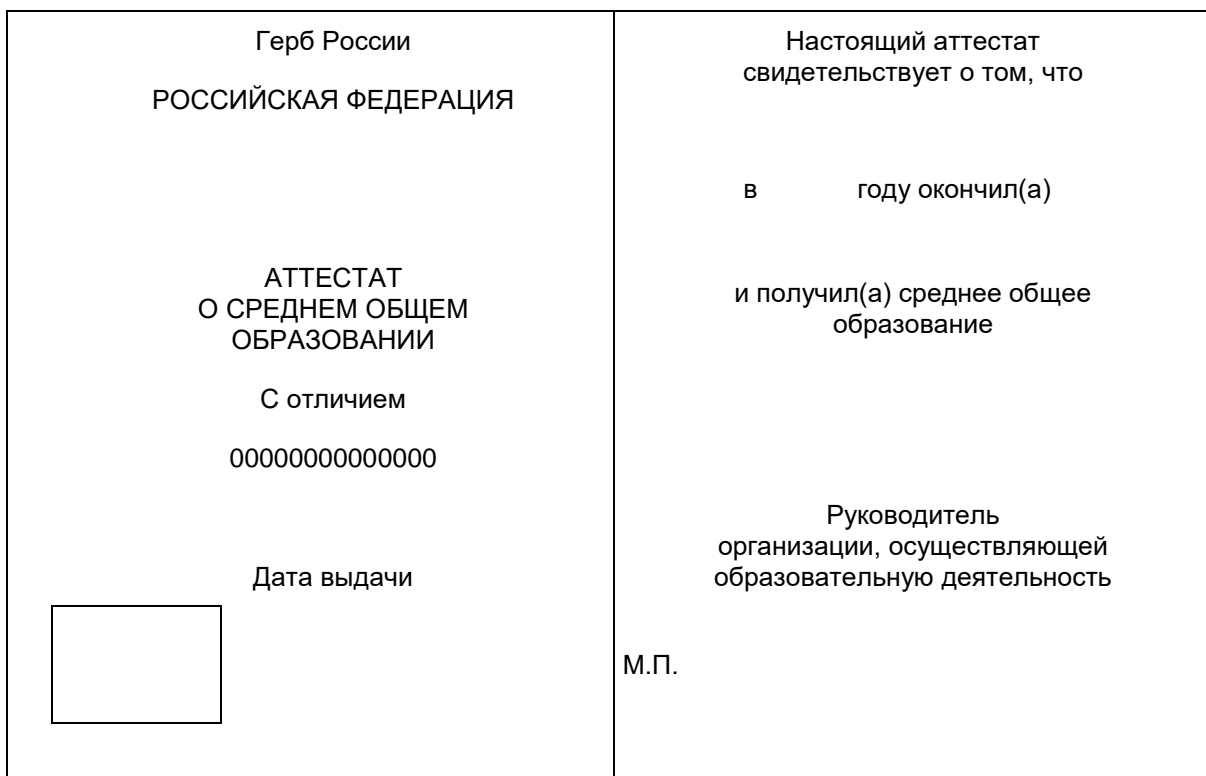 Герб России
РОССИЙСКАЯ ФЕДЕРАЦИЯ
АТТЕСТАТ
О СРЕДНЕМ ОБЩЕМ
ОБРАЗОВАНИИ
С отличием
00000000000000
Дата выдачи
Настоящий аттестат
свидетельствует о том, что
в году окончил(а)
и получил(а) среднее общее
образование
Руководитель
организации, осуществляющей
образовательную деятельность
М.П.